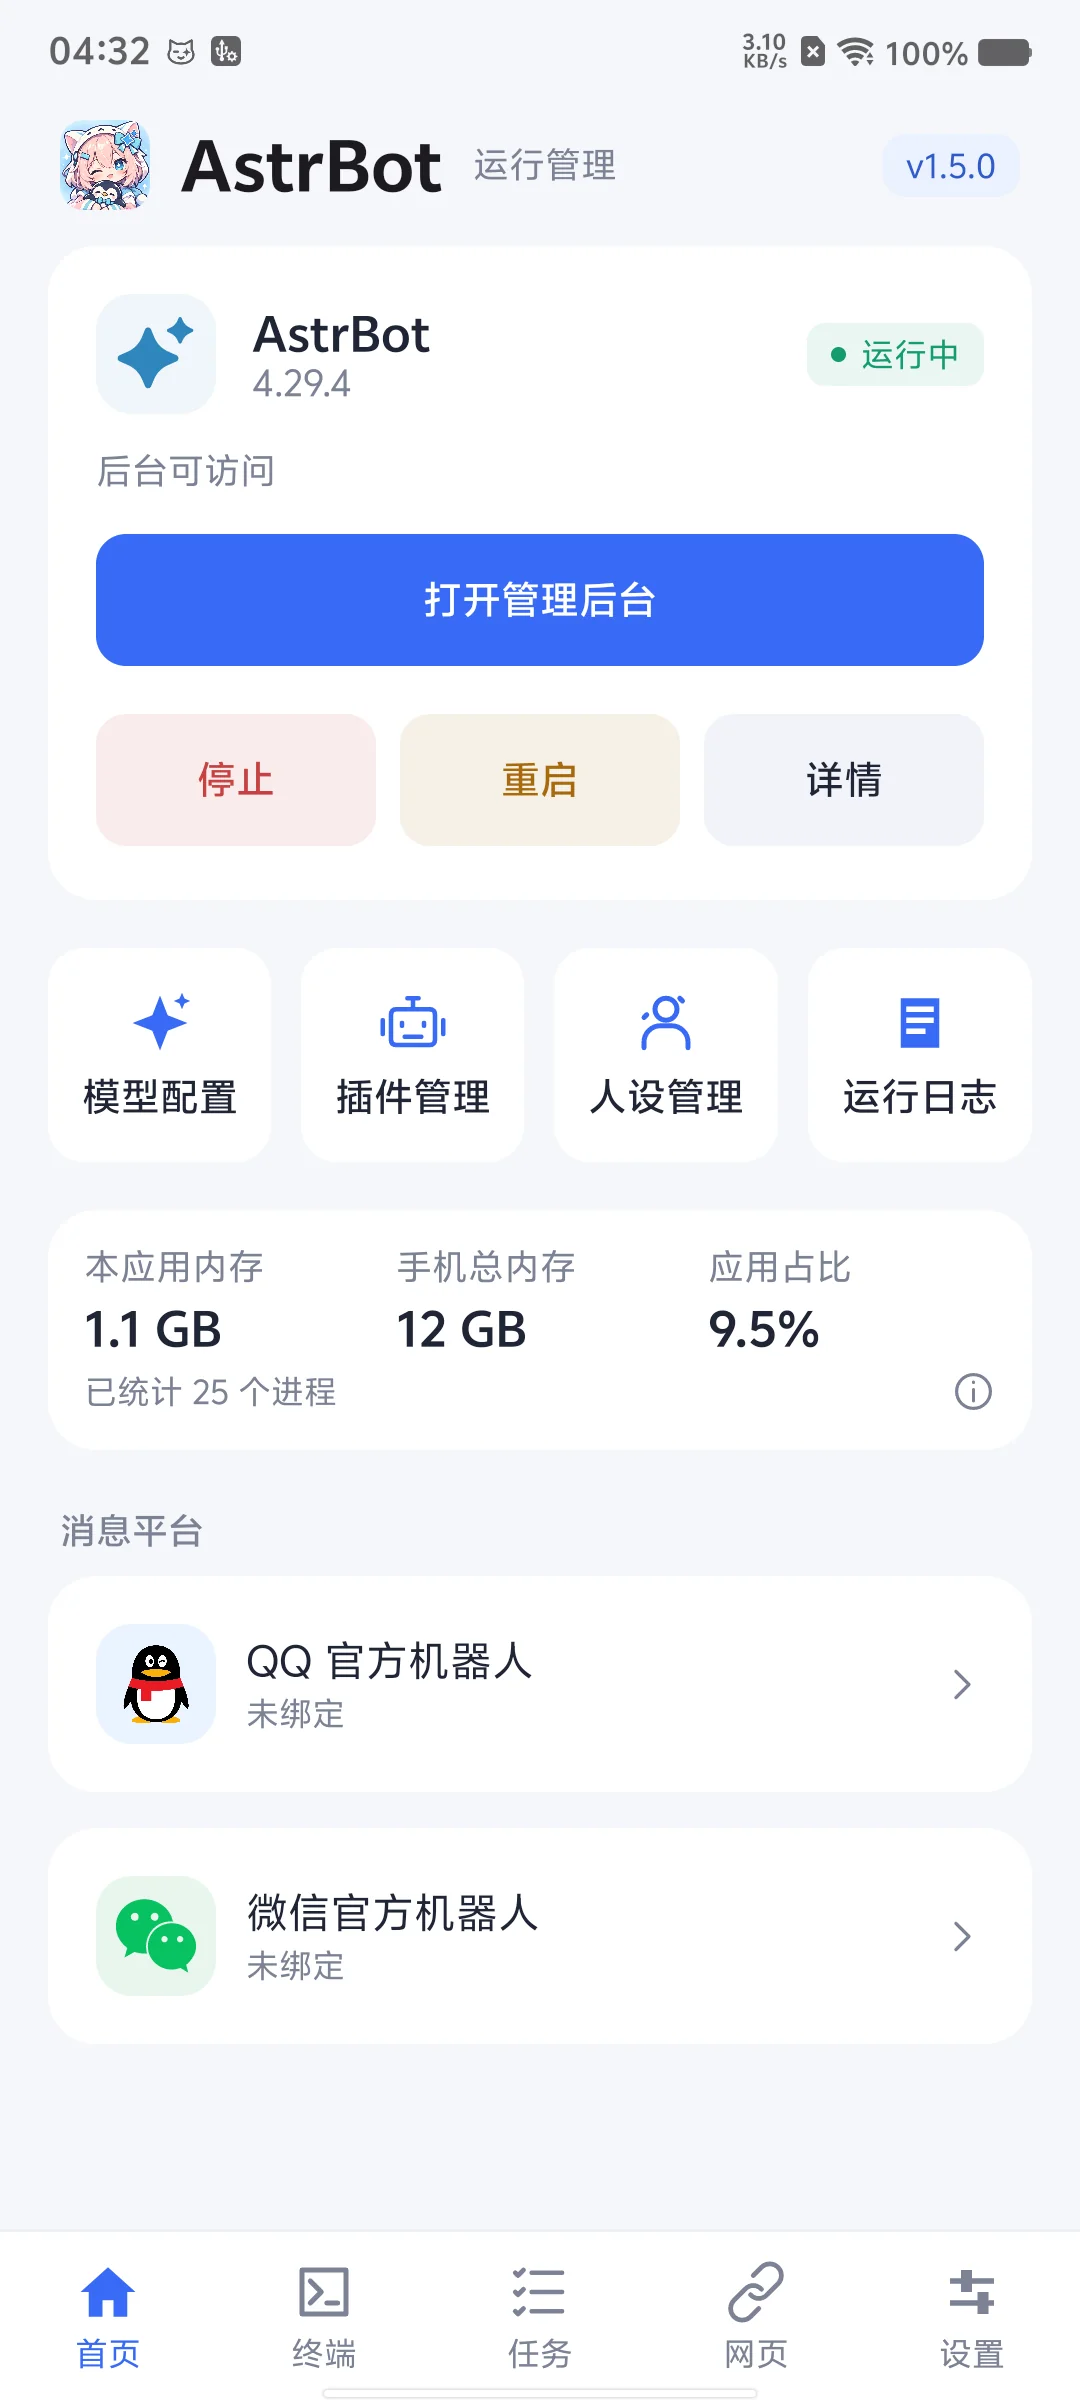 04:32
3.10 KB/s
100%
AstrBot 运行管理 v1.5.0
AstrBot
4.29.4
运行中
后台可访问
打开管理后台
停止 重启 详情
模型配置 插件管理 人设管理 运行日志
本应用内存 手机总内存 应用占比
1.1 GB 12 GB 9.5%
已统计 25 个进程
消息平台
QQ 官方机器人
未绑定
微信官方机器人
未绑定
首页 终端 任务 网页 设置